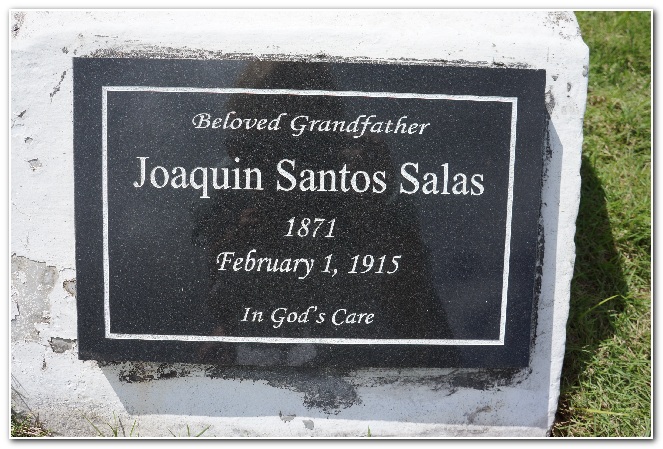 Beloved Grandfather
Joaquin Santos Salas
1871
February 1, 1915
In God's Care